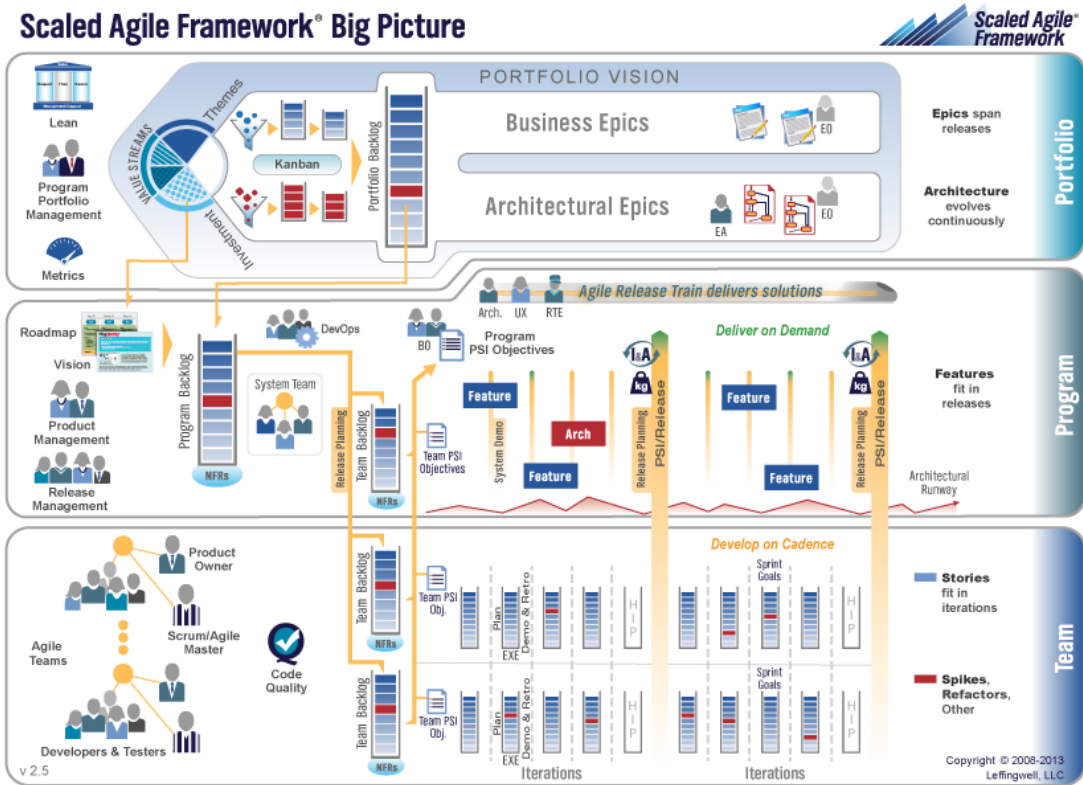 Scaled Agile Framework® Big Picture
Scaled Agile®
Framework
PORTFOLIO VISION
Lean
Program
Portfolio
Management
Metrics
VALUE STREAMS
Themes
Investment
Kanban
Portfolio Backlog
Business Epics
EO
Architectural Epics
EA
EO
Epics span
releases
Architecture
evolves
continuously
Portfolio
Roadmap
Vision
Product
Management
Release
Management
Program Backlog
NFRs
DevOps
System Team
Release Planning
Team Backlog
NFRs
BO
Program
PSI Objectives
Team PSI
Objectives
Arch.
UX
RTE
Agile Release Train delivers solutions
Deliver on Demand
Feature
System Demo
Arch
Feature
I&A
kg
Release Planning
PSI/Release
Feature
Feature
I&A
kg
Release Planning
PSI/Release
Features
fit in
releases
Architectural
Runway
Program
Product
Owner
Scrum/Agile
Master
Agile
Teams
Developers & Testers
v 2.5
Code
Quality
Team Backlog
NFRs
Team PSI
Obj.
Develop on Cadence
Plan
EXE
Demo & Retro
HIP
Sprint
Goals
HIP
Team Backlog
NFRs
Team PSI
Obj.
Plan
EXE
Demo & Retro
HIP
Sprint
Goals
HIP
Iterations
Iterations
Stories
fit in
iterations
Spikes,
Refactors,
Other
Team
Copyright © 2008-2013
Leffingwell, LLC